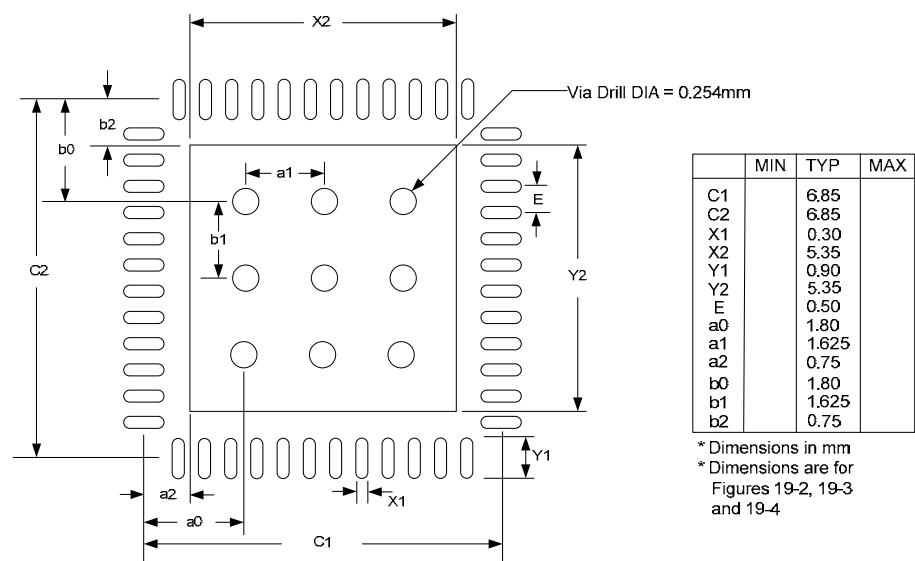 X2
Via Drill DIA = 0.254mm
b2
b0
a1
E
b1
C2
Y2
Y1
X1
a2
a0
C1
MIN TYP MAX
C1 6.85
C2 6.85
X1 0.30
X2 5.35
Y1 0.90
Y2 5.35
E 0.50
a0 1.80
a1 1.625
a2 0.75
b0 1.80
b1 1.625
b2 0.75
* Dimensions in mm
* Dimensions are for
Figures 19-2, 19-3
and 19-4